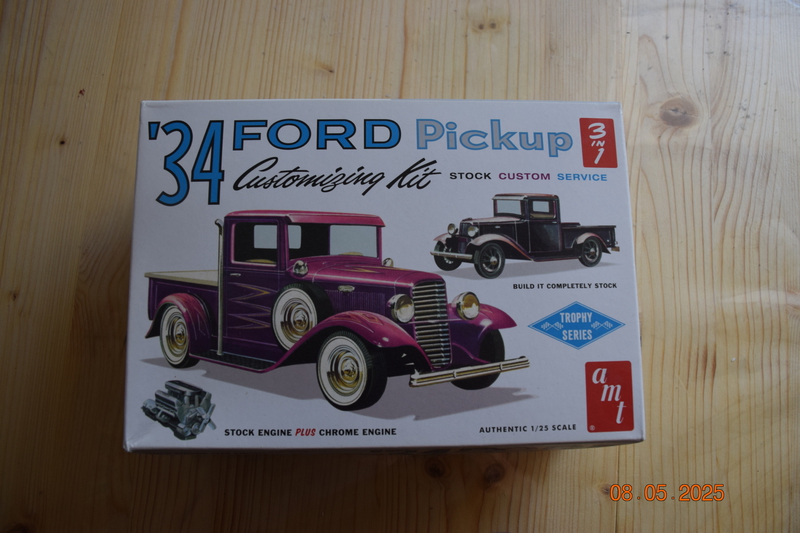 '34 FORD Pickup
3 IN 1
Customizing Kit
STOCK CUSTOM SERVICE
BUILD IT COMPLETELY STOCK
TROPHY
SERIES
amt
®
STOCK ENGINE PLUS CHROME ENGINE
AUTHENTIC 1/25 SCALE
08.05.2025